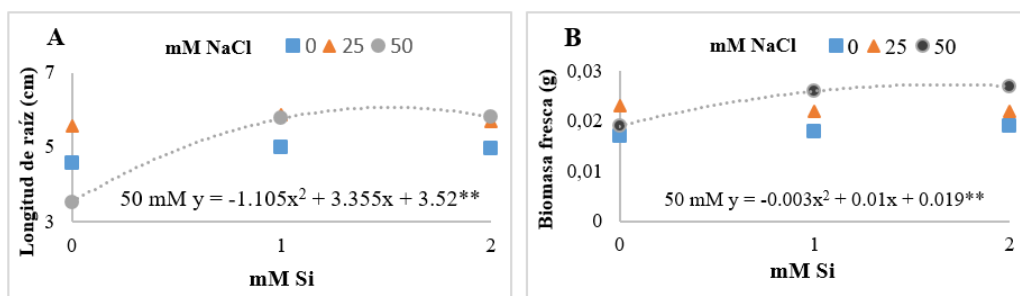 A
mM NaCl 0 25 50
7
5
3
Longitud de raíz (cm)
50 mM y = -1.105x² + 3.355x + 3.52**
0 1 2
mM Si
B
mM NaCl 0 25 50
0,03
0,02
0,01
0
Biomasa fresca (g)
50 mM y = -0.003x² + 0.01x + 0.019**
0 1 2
mM Si